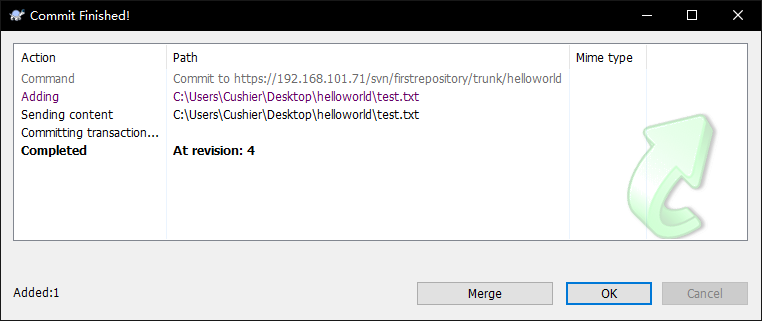 Commit Finished!
Action Path Mime type
Command Commit to https://192.168.101.71/svn/firstrepository/trunk/helloworld
Adding C:\Users\Cushier\Desktop\helloworld\test.txt
Sending content C:\Users\Cushier\Desktop\helloworld\test.txt
Committing transaction...
Completed At revision: 4
Added:1 Merge OK Cancel